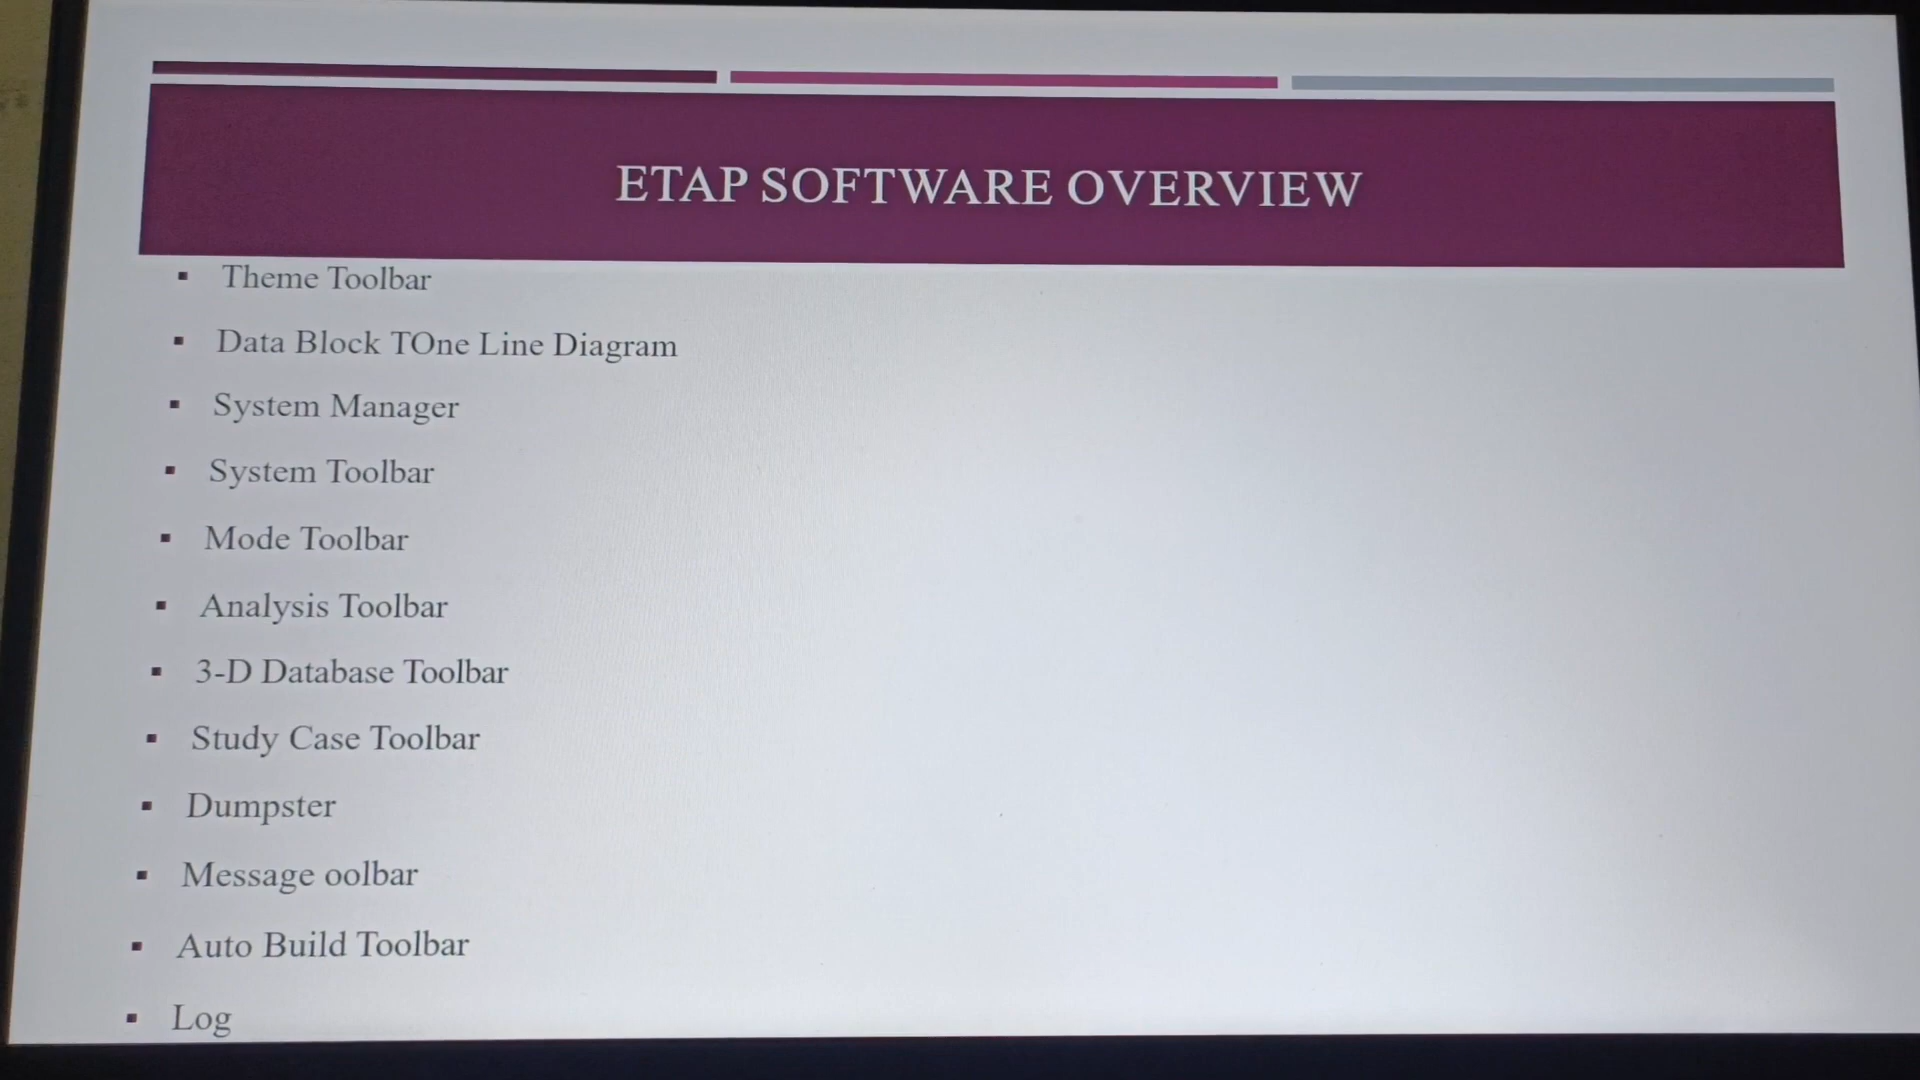 ETAP SOFTWARE OVERVIEW
▪ Theme Toolbar
▪ Data Block TOne Line Diagram
▪ System Manager
▪ System Toolbar
▪ Mode Toolbar
▪ Analysis Toolbar
▪ 3-D Database Toolbar
▪ Study Case Toolbar
▪ Dumpster
▪ Message oolbar
▪ Auto Build Toolbar
▪ Log